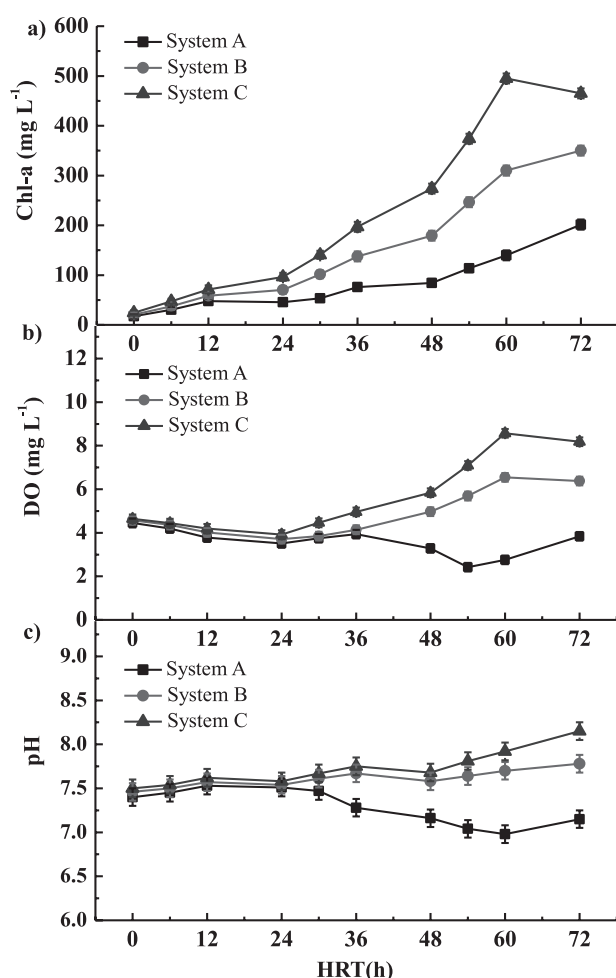 a)
600
500
400
300
200
100
0
Chl-a (mg L⁻¹)
System A
System B
System C
0 12 24 36 48 60 72
b)
12
10
8
6
4
2
0
DO (mg L⁻¹)
System A
System B
System C
0 12 24 36 48 60 72
c)
9.0
8.5
8.0
7.5
7.0
6.5
6.0
pH
System A
System B
System C
0 12 24 36 48 60 72
HRT(h)